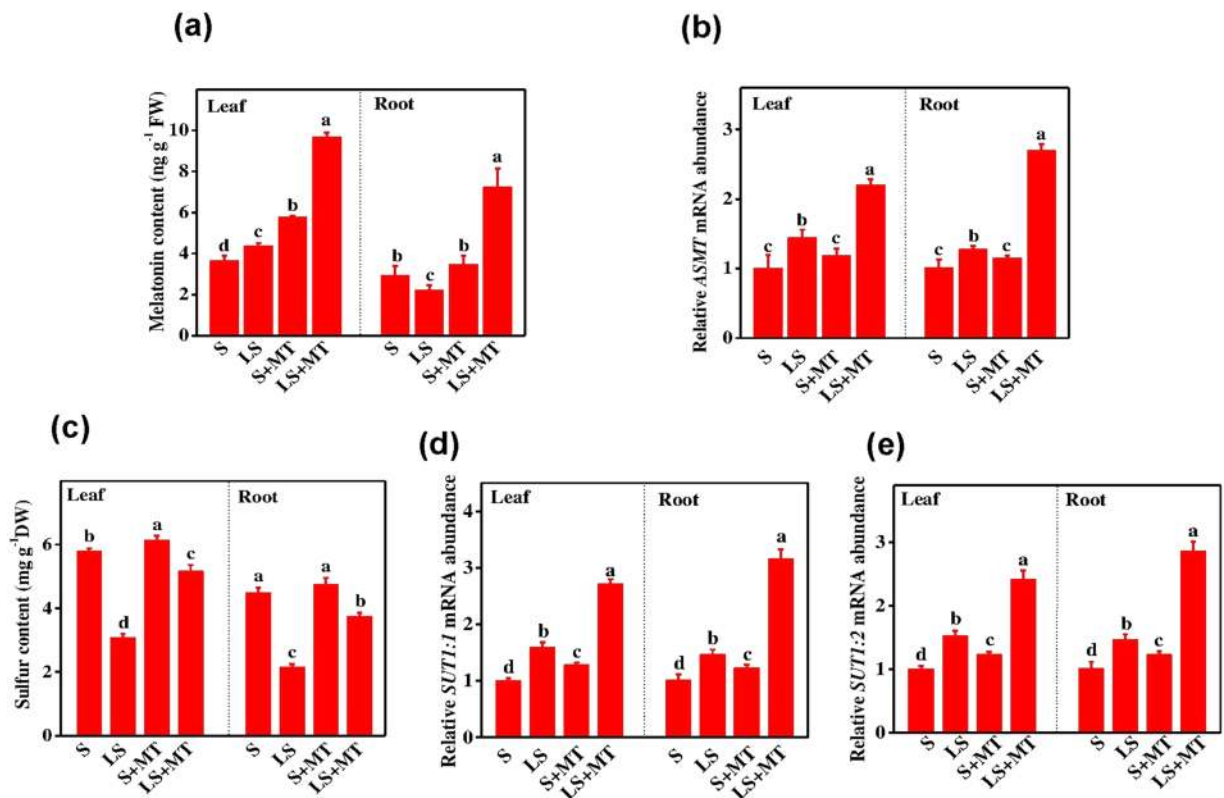 (a)
Leaf
Root
Melatonin content (ng g⁻¹ FW)
10
8
6
4
2
0
d
c
b
a
b
c
b
a
S
LS
S+MT
LS+MT
S
LS
S+MT
LS+MT
(b)
Leaf
Root
Relative ASMT mRNA abundance
3
2
1
0
c
b
c
a
c
b
c
a
S
LS
S+MT
LS+MT
S
LS
S+MT
LS+MT
(c)
Leaf
Root
Sulfur content (mg g⁻¹DW)
6
4
2
0
b
d
a
c
a
c
a
b
S
LS
S+MT
LS+MT
S
LS
S+MT
LS+MT
(d)
Leaf
Root
Relative SUT1:1 mRNA abundance
4
3
2
1
0
d
b
c
a
d
b
c
a
S
LS
S+MT
LS+MT
S
LS
S+MT
LS+MT
(e)
Leaf
Root
Relative SUT1:2 mRNA abundance
3
2
1
0
d
b
c
a
d
b
c
a
S
LS
S+MT
LS+MT
S
LS
S+MT
LS+MT